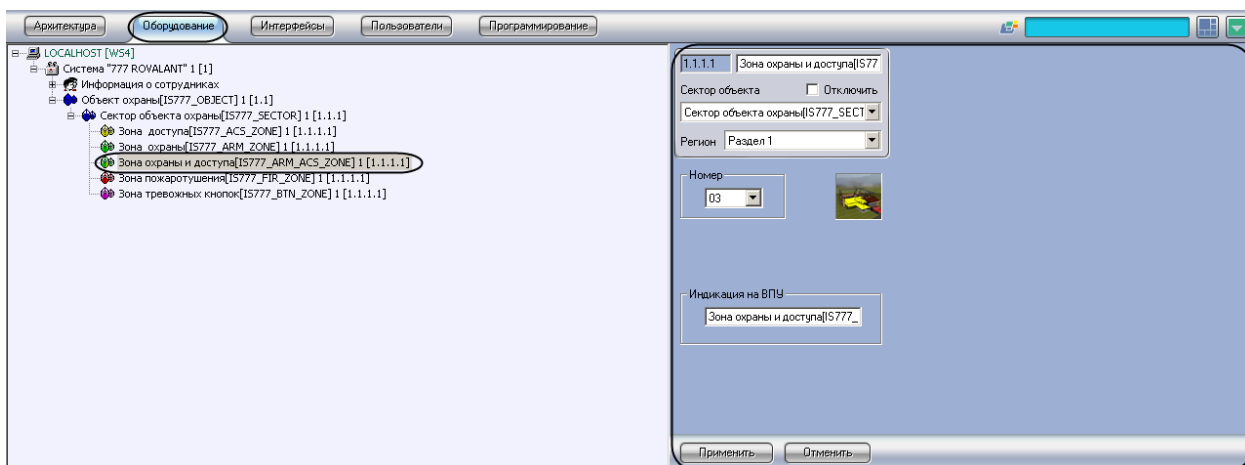 Архитектура Оборудование Интерфейсы Пользователи Программирование
LOCALHOST [WS4]
Система "777 ROVALANT" 1 [1]
Информация о сотрудниках
Объект охраны[IS777_OBJECT] 1 [1.1]
Сектор объекта охраны[IS777_SECTOR] 1 [1.1.1]
Зона доступа[IS777_ACS_ZONE] 1 [1.1.1.1]
Зона охраны[IS777_ARM_ZONE] 1 [1.1.1.1]
Зона охраны и доступа[IS777_ARM_ACS_ZONE] 1 [1.1.1.1]
Зона пожаротушения[IS777_FIR_ZONE] 1 [1.1.1.1]
Зона тревожных кнопок[IS777_BTN_ZONE] 1 [1.1.1.1]
1.1.1.1 Зона охраны и доступа[IS77
Сектор объекта Отключить
Сектор объекта охраны[IS777_SECT
Регион Раздел 1
Номер
03
Индикация на ВПУ
Зона охраны и доступа[IS777_
Применить Отменить